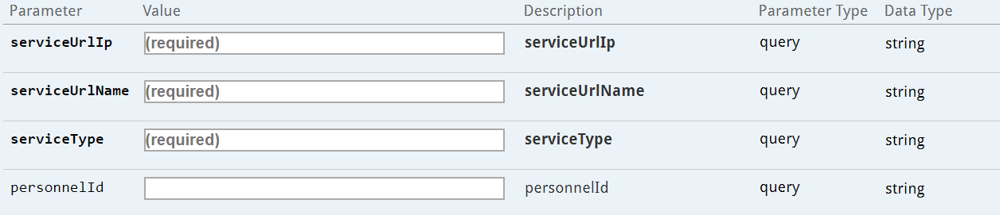 Parameter Value Description Parameter Type Data Type
serviceUrlIp (required) serviceUrlIp query string
serviceUrlName (required) serviceUrlName query string
serviceType (required) serviceType query string
personnelId personnelId query string